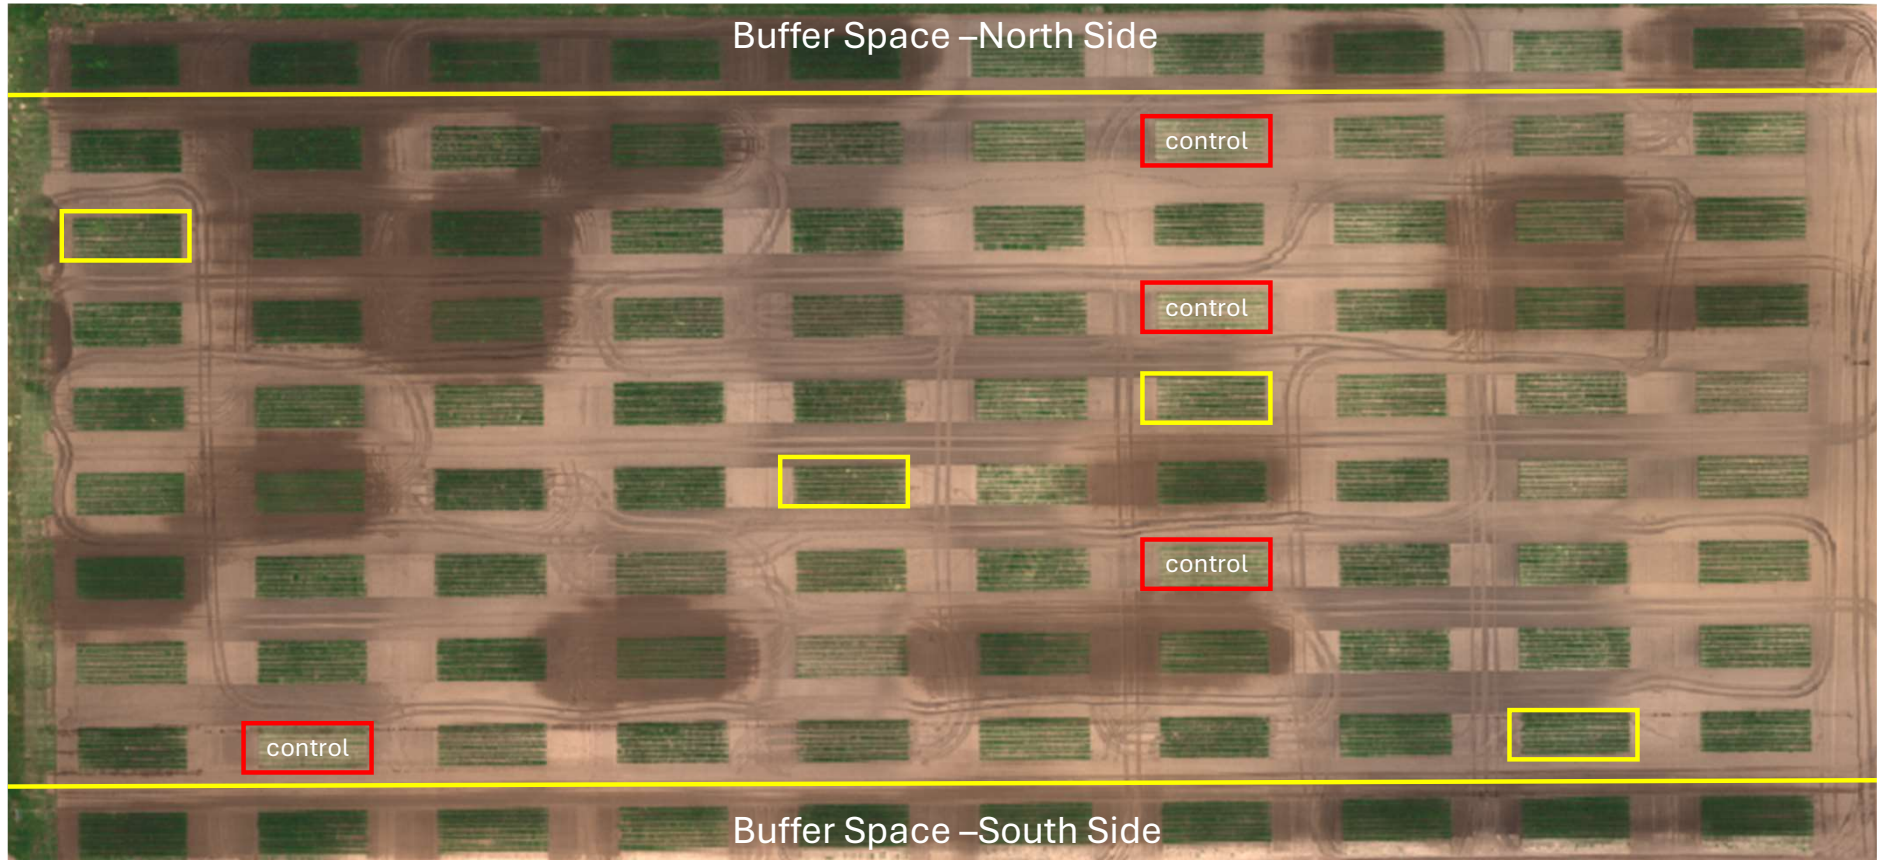 Buffer Space –North Side
control
control
control
control
Buffer Space –South Side